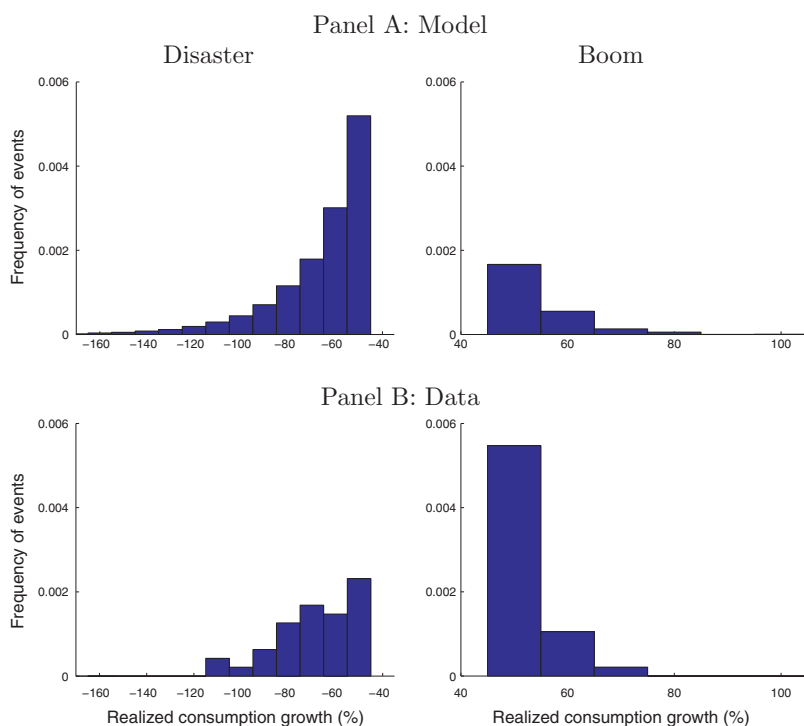 Panel A: Model
Disaster Boom
Frequency of events
0.006
0.004
0.002
0
−160 −140 −120 −100 −80 −60 −40
0.006
0.004
0.002
0
40 60 80 100
Panel B: Data
Frequency of events
0.006
0.004
0.002
0
−160 −140 −120 −100 −80 −60 −40
Realized consumption growth (%)
0.006
0.004
0.002
0
40 60 80 100
Realized consumption growth (%)